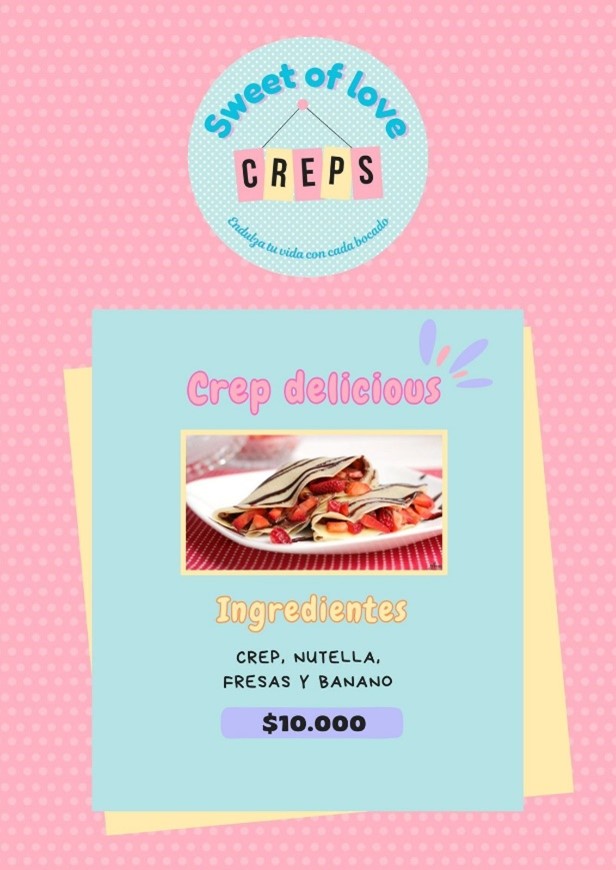 Sweet of love
CREPS
Endulza tu vida con cada bocado
Crep delicious
Ingredientes
CREP, NUTELLA,
FRESAS Y BANANO
$10.000